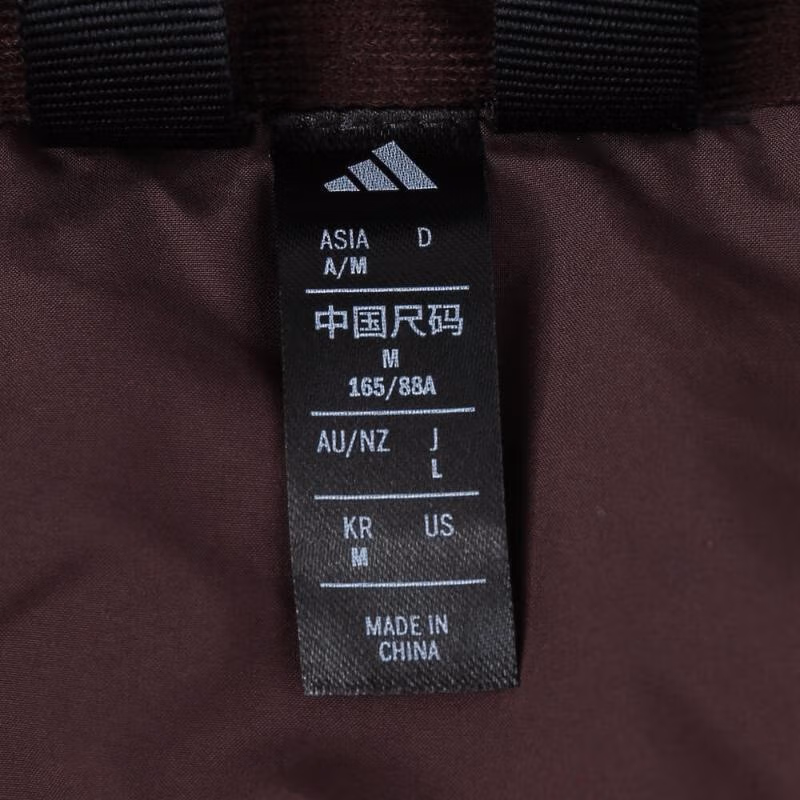 ASIA D
A/M
中国尺码
M
165/88A
AU/NZ J
L
KR US
M
MADE IN
CHINA